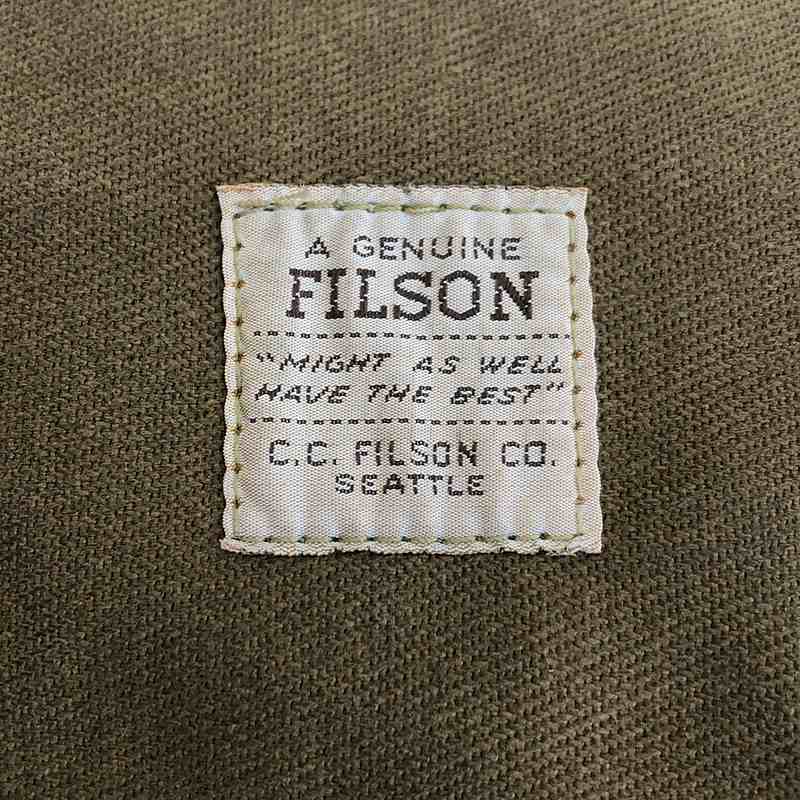 A GENUINE
FILSON
"MIGHT AS WELL
HAVE THE BEST"
C.C. FILSON CO.
SEATTLE